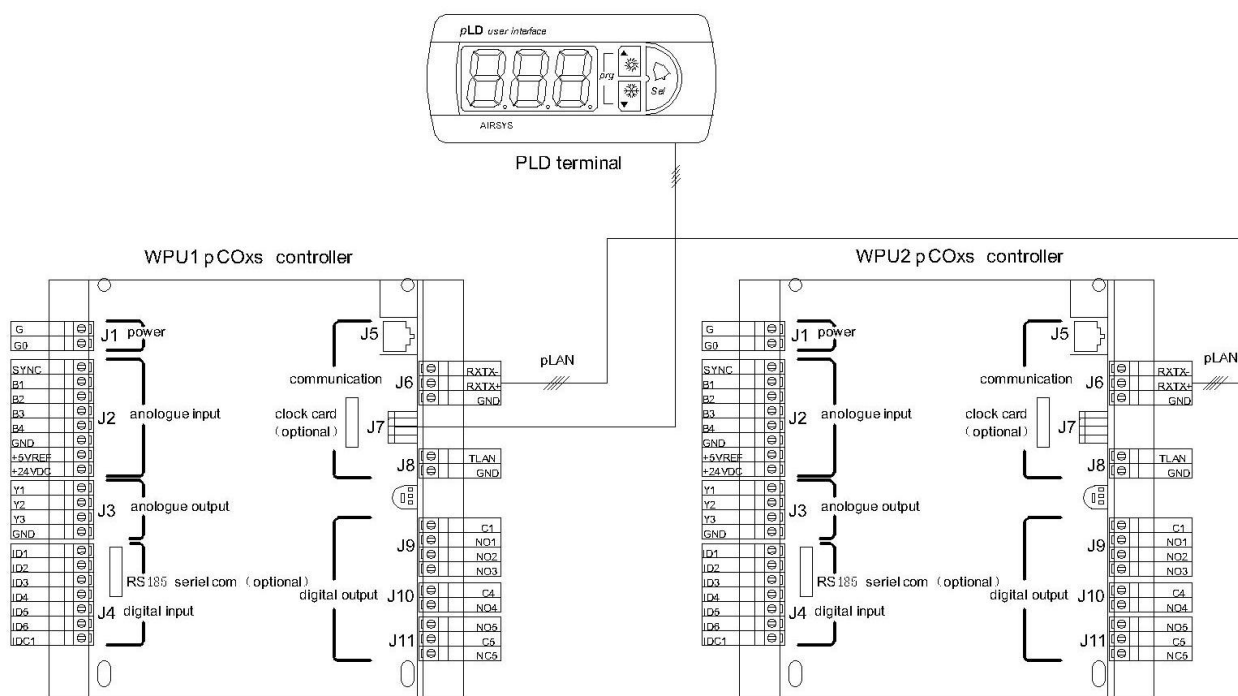 pLD user interface
prg
Sel
AIRSYS
PLD terminal
WPU1 pCOxs controller
G
G0
J1 power
SYNC
B1
B2
B3
B4
GND
+5VREF
+24VDC
J2 anologue input
Y1
Y2
Y3
GND
J3 anologue output
ID1
ID2
ID3
ID4
ID5
ID6
IDC1
RS185 seriel com (optional)
J4 digital input
J5
communication
J6
RXTX-
RXTX+
GND
pLAN
clock card
(optional)
J7
J8
TLAN
GND
J9
C1
NO1
NO2
NO3
digital output
J10
C4
NO4
J11
NO5
C5
NC5
WPU2 pCOxs controller
G
G0
J1 power
SYNC
B1
B2
B3
B4
GND
+5VREF
+24VDC
J2 anologue input
Y1
Y2
Y3
GND
J3 anologue output
ID1
ID2
ID3
ID4
ID5
ID6
IDC1
RS185 seriel com (optional)
J4 digital input
J5
communication
J6
RXTX-
RXTX+
GND
pLAN
clock card
(optional)
J7
J8
TLAN
GND
J9
C1
NO1
NO2
NO3
digital output
J10
C4
NO4
J11
NO5
C5
NC5